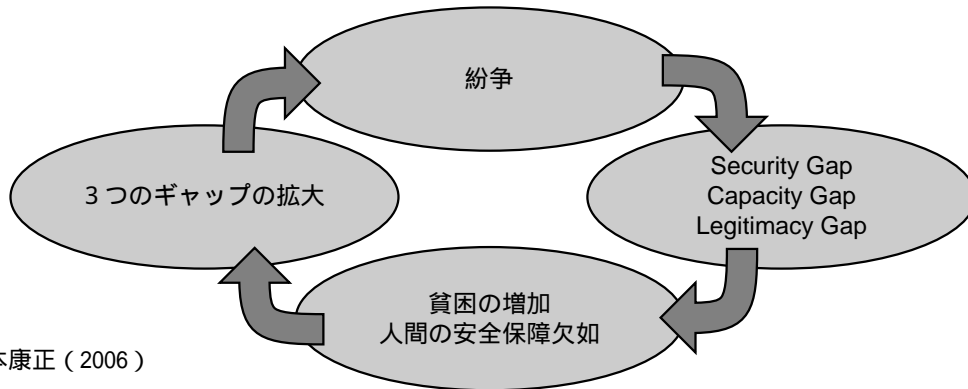 紛争
Security Gap
Capacity Gap
Legitimacy Gap
3つのギャップの拡大
貧困の増加
人間の安全保障欠如
康正（2006）